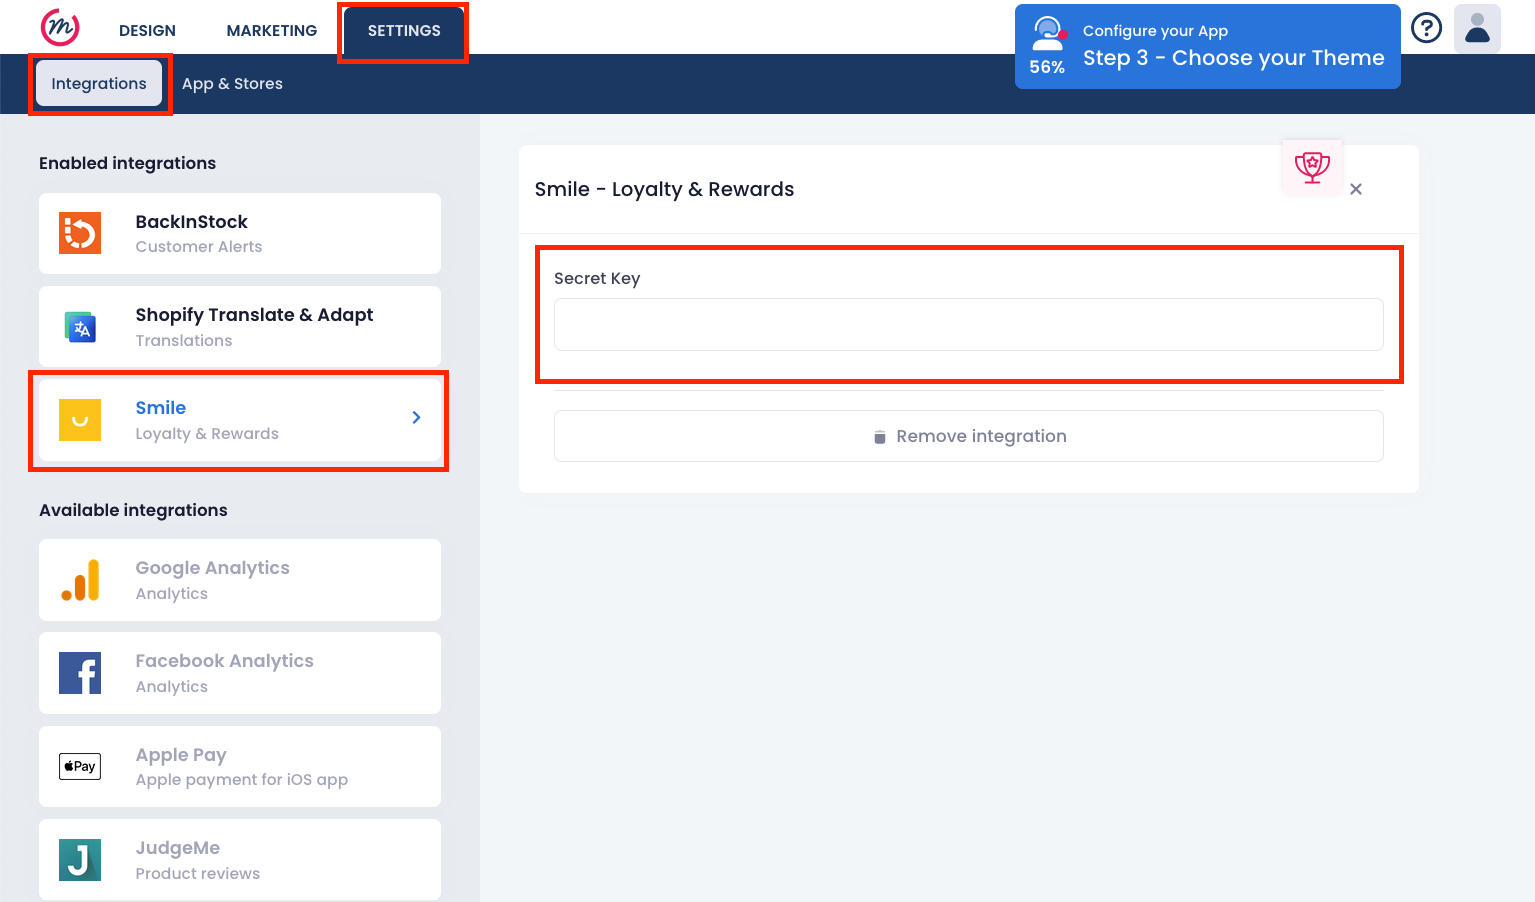 m
DESIGN
MARKETING
SETTINGS
56%
Configure your App
Step 3 - Choose your Theme
?
Integrations
App & Stores
Enabled integrations
BackInStock
Customer Alerts
Shopify Translate & Adapt
Translations
Smile
Loyalty & Rewards
Available integrations
Google Analytics
Analytics
f
Facebook Analytics
Analytics
Pay
Apple Pay
Apple payment for iOS app
J
JudgeMe
Product reviews
Smile - Loyalty & Rewards
Secret Key
Remove integration